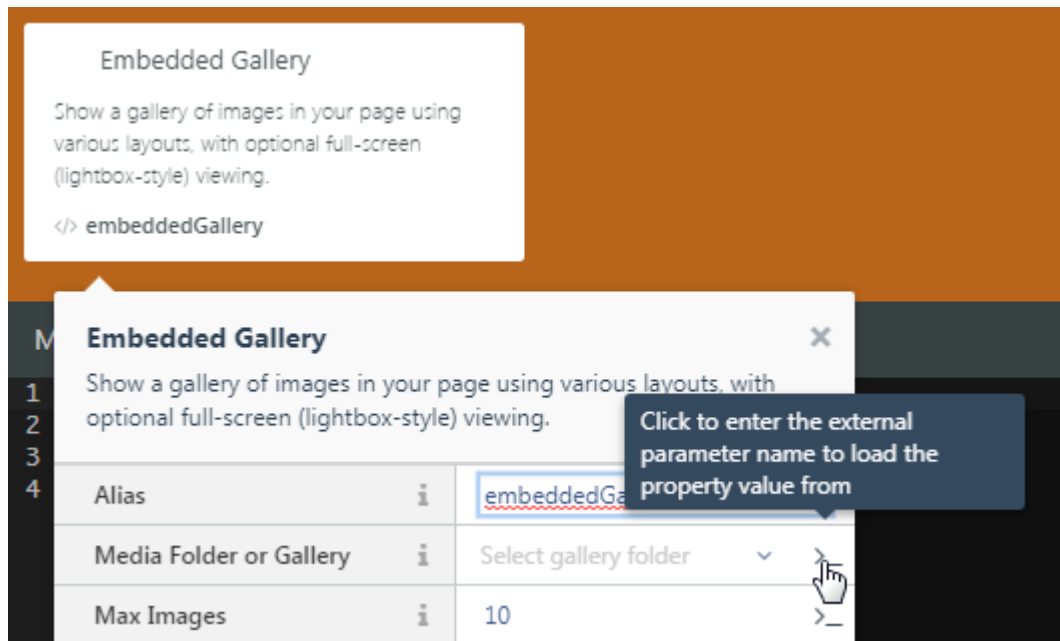 Embedded Gallery
Show a gallery of images in your page using
various layouts, with optional full-screen
(lightbox-style) viewing.
</> embeddedGallery
M
Embedded Gallery
Show a gallery of images in your page using various layouts, with
optional full-screen (lightbox-style) viewing.
1
2
3
4
Click to enter the external
parameter name to load the
property value from
Alias
embeddedGa
Media Folder or Gallery
Select gallery folder
Max Images
10